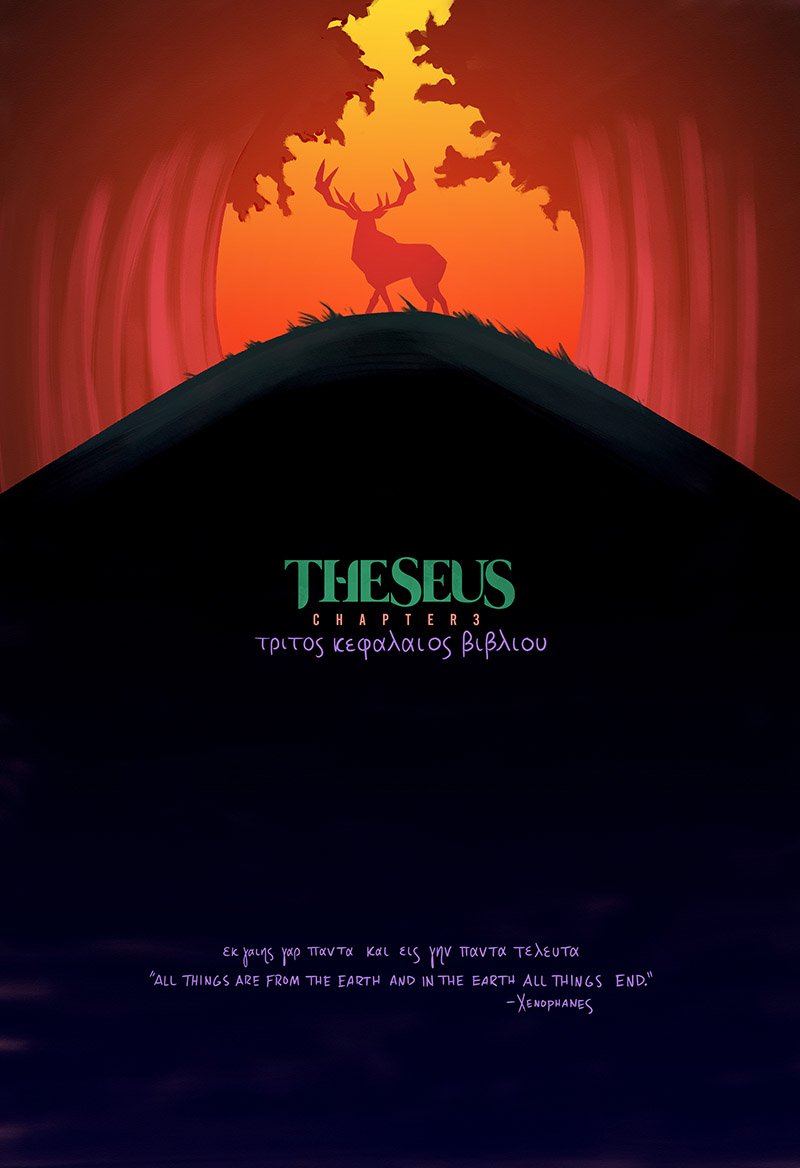 THESEUS
CHAPTER 3
τριτος κεφαλαιος βιβλιου
εκ γαιης γαρ παντα και εις γην παντα τελευτα
"ALL THINGS ARE FROM THE EARTH AND IN THE EARTH ALL THINGS END."
-XENOPHANES